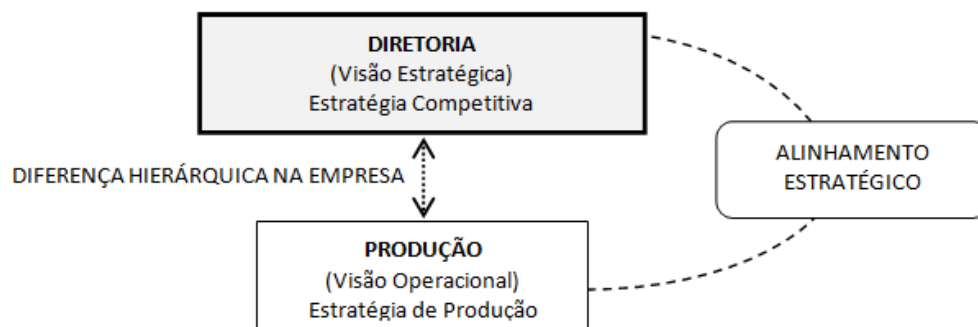 DIRETORIA
(Visão Estratégica)
Estratégia Competitiva
DIFERENÇA HIERÁRQUICA NA EMPRESA
ALINHAMENTO
ESTRATÉGICO
PRODUÇÃO
(Visão Operacional)
Estratégia de Produção